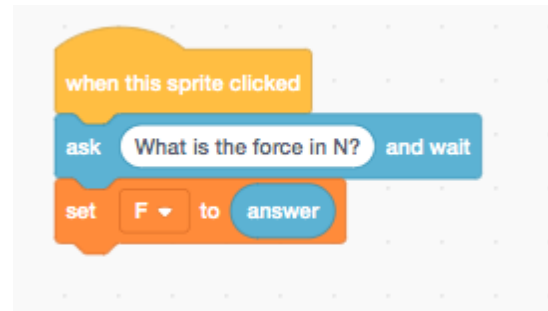 when this sprite clicked
ask What is the force in N? and wait
set F to answer